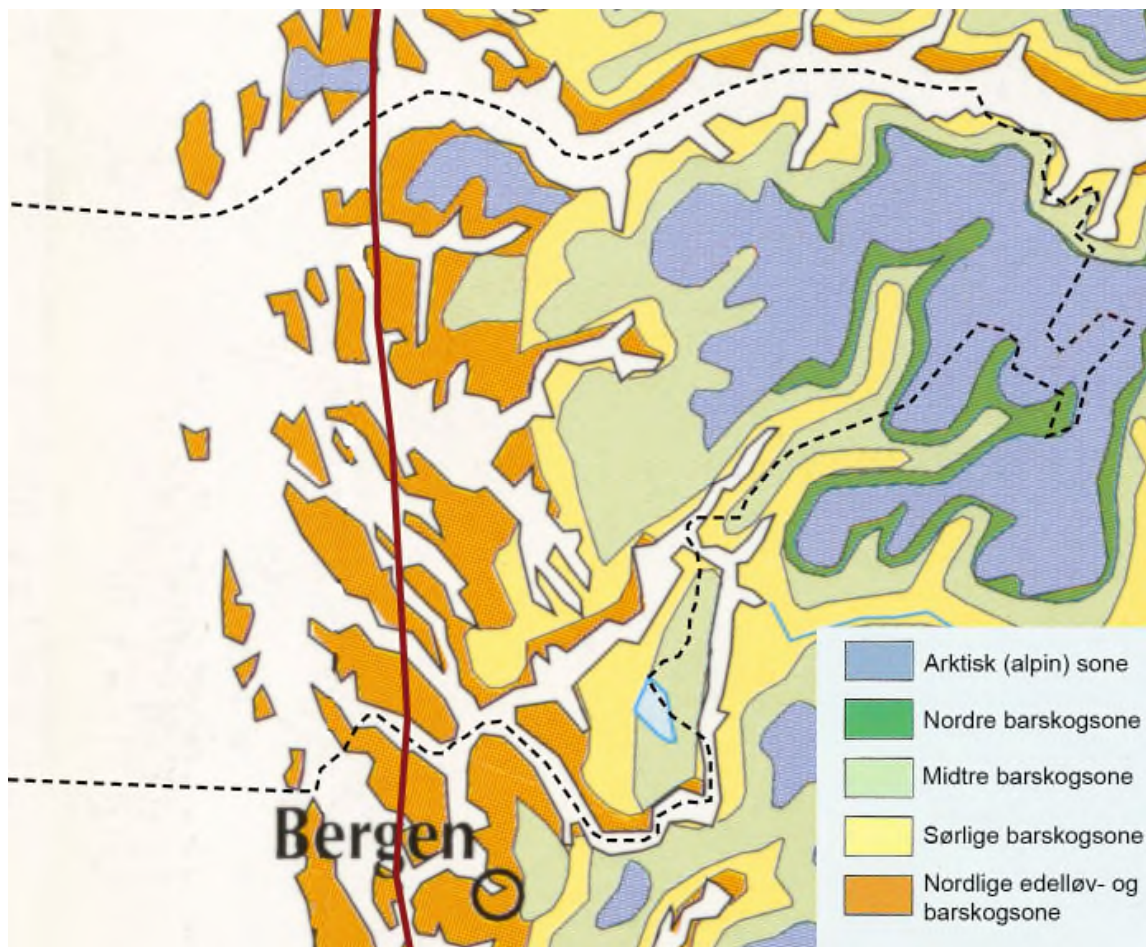 Bergen
Arktisk (alpin) sone
Nordre barskogsone
Midtre barskogsone
Sørlige barskogsone
Nordlige edelløv- og
barskogsone